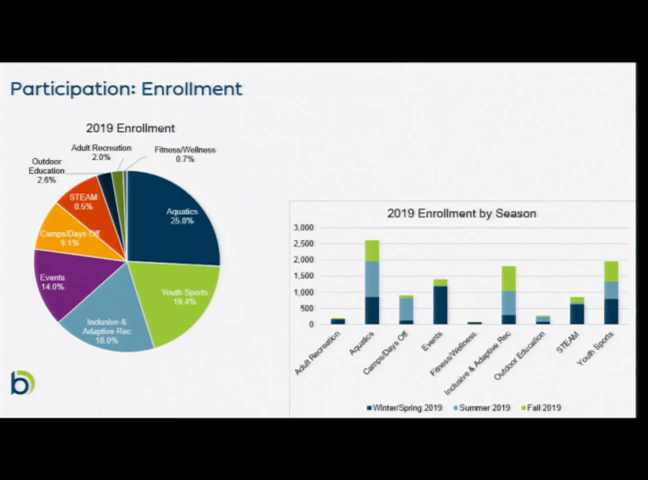 Participation: Enrollment
2019 Enrollment
Adult Recreation
2.0%
Fitness/Wellness
0.7%
Outdoor
Education
2.6%
STEAM
8.5%
Aquatics
25.8%
Camps/Days Off
9.1%
Events
14.0%
Youth Sports
19.4%
Inclusive &
Adaptive Rec
18.0%
b
2019 Enrollment by Season
3,000
2,500
2,000
1,500
1,000
500
0
Adult Recreation
Aquatics
Camps/Days Off
Events
Fitness/Wellness
Inclusive & Adaptive Rec
Outdoor Education
STEAM
Youth Sports
Winter/Spring 2019 Summer 2019 Fall 2019